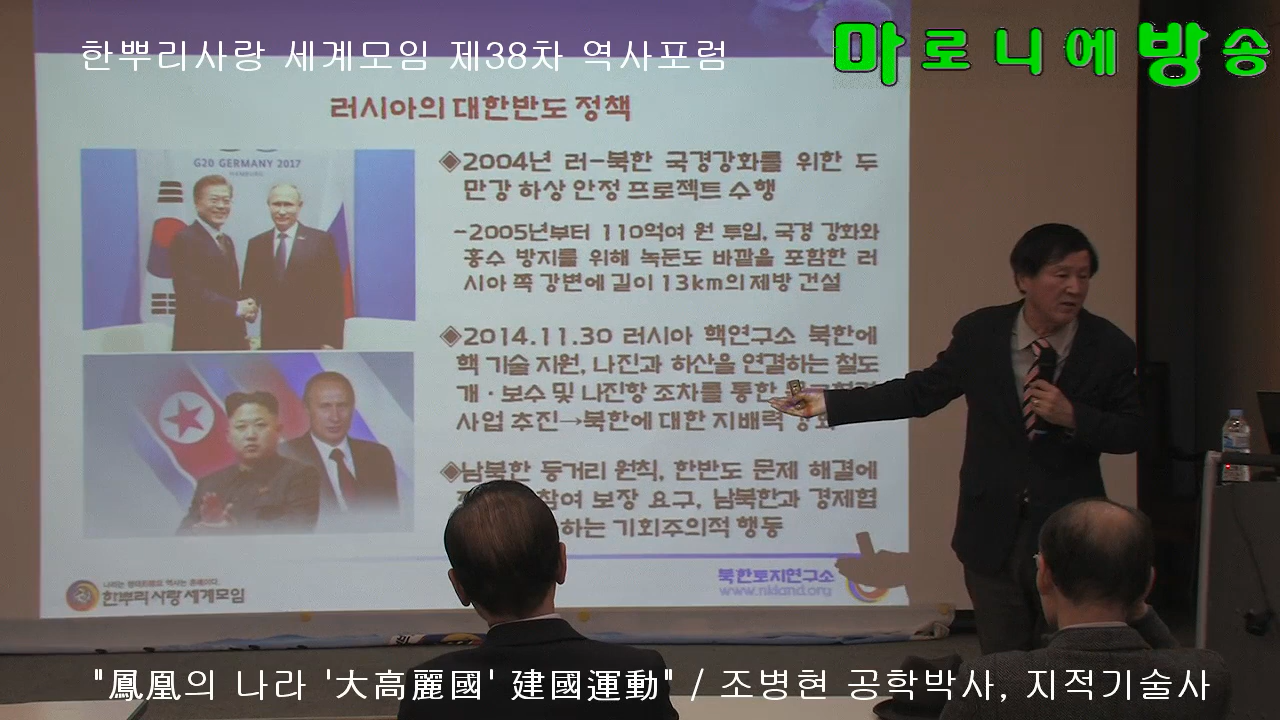 한뿌리사랑 세계모임 제38차 역사포럼
마로니에방송
러시아의 대한반도 정책
G20 GERMANY 2017
HAMBURG
◈2004년 러-북한 국경강화를 위한 두
만강 하상 안정 프로젝트 수행
-2005년부터 110억여 원 투입, 국경 강화와
홍수 방지를 위해 녹둔도 바깥을 포함한 러
시아 쪽 강변에 길이 13km의 제방 건설
◈2014.11.30 러시아 핵연구소 북한에
핵 기술 지원, 나진과 하산을 연결하는 철도
개·보수 및 나진항 조차를 통한
사업 추진→북한에 대한 지배력
◈남북한 등거리 원칙, 한반도 문제 해결에
참여 보장 요구, 남북한과 경제협
하는 기회주의적 행동
한뿌리사랑세계모임
북한토지연구소
www.nkland.org
"鳳凰의 나라 '大高麗國' 建國運動" / 조병현 공학박사, 지적기술사